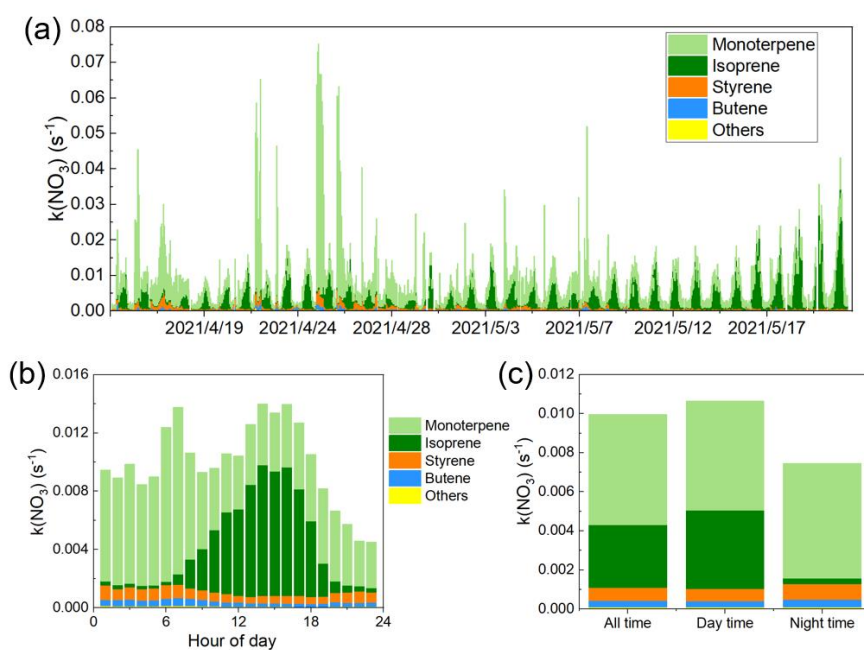 (a)
0.08
0.07
0.06
0.05
0.04
0.03
0.02
0.01
0.00
k(NO₃) (s⁻¹)
Monoterpene
Isoprene
Styrene
Butene
Others
2021/4/19 2021/4/24 2021/4/28 2021/5/3 2021/5/7 2021/5/12 2021/5/17
(b)
0.016
0.012
0.008
0.004
0.000
k(NO₃) (s⁻¹)
0 6 12 18 24
Hour of day
Monoterpene
Isoprene
Styrene
Butene
Others
(c)
0.012
0.010
0.008
0.006
0.004
0.002
0.000
k(NO₃) (s⁻¹)
All time Day time Night time